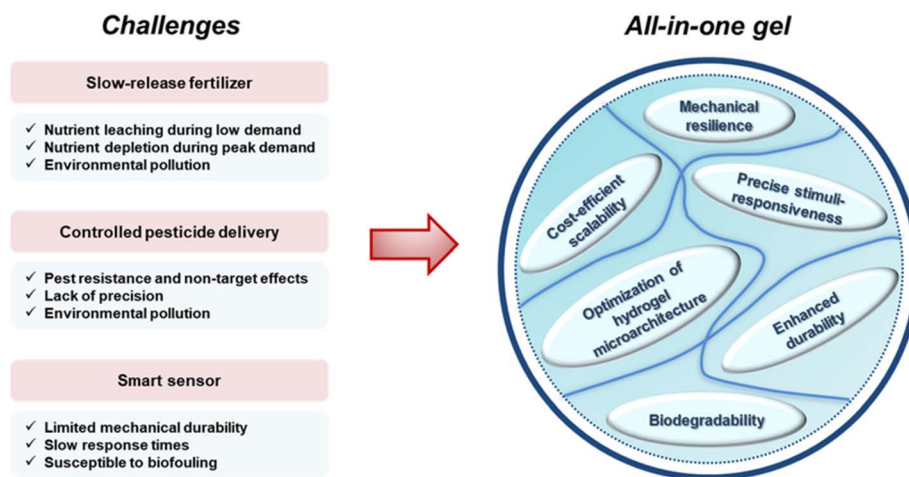 Challenges
Slow-release fertilizer
✓ Nutrient leaching during low demand
✓ Nutrient depletion during peak demand
✓ Environmental pollution
Controlled pesticide delivery
✓ Pest resistance and non-target effects
✓ Lack of precision
✓ Environmental pollution
Smart sensor
✓ Limited mechanical durability
✓ Slow response times
✓ Susceptible to biofouling
All-in-one gel
Mechanical
resilience
Cost-efficient
scalability
Precise stimuli-
responsiveness
Optimization of
hydrogel
microarchitecture
Enhanced
durability
Biodegradability